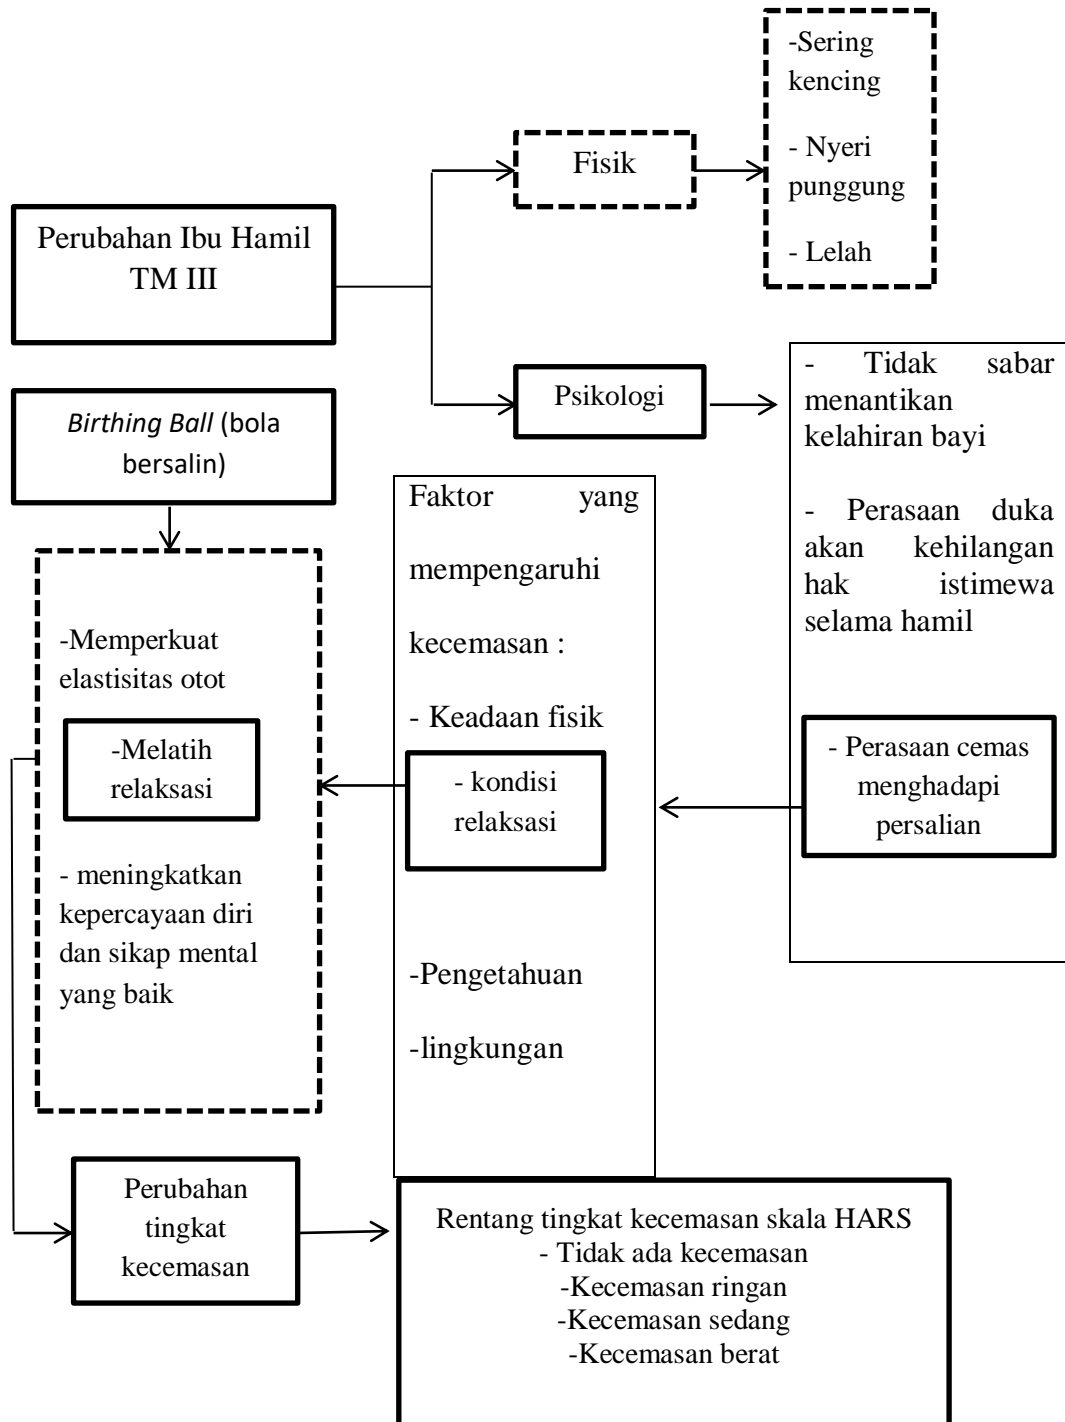 -Sering
kencing
- Nyeri
punggung
- Lelah
Fisik
Perubahan Ibu Hamil
TM III
Psikologi
- Tidak sabar
menantikan
kelahiran bayi
- Perasaan duka
akan kehilangan
hak istimewa
selama hamil
- Perasaan cemas
menghadapi
persalian
Birthing Ball (bola
bersalin)
Faktor yang
mempengaruhi
kecemasan :
- Keadaan fisik
- kondisi
relaksasi
-Pengetahuan
-lingkungan
-Memperkuat
elastisitas otot
-Melatih
relaksasi
- meningkatkan
kepercayaan diri
dan sikap mental
yang baik
Perubahan
tingkat
kecemasan
Rentang tingkat kecemasan skala HARS
- Tidak ada kecemasan
-Kecemasan ringan
-Kecemasan sedang
-Kecemasan berat